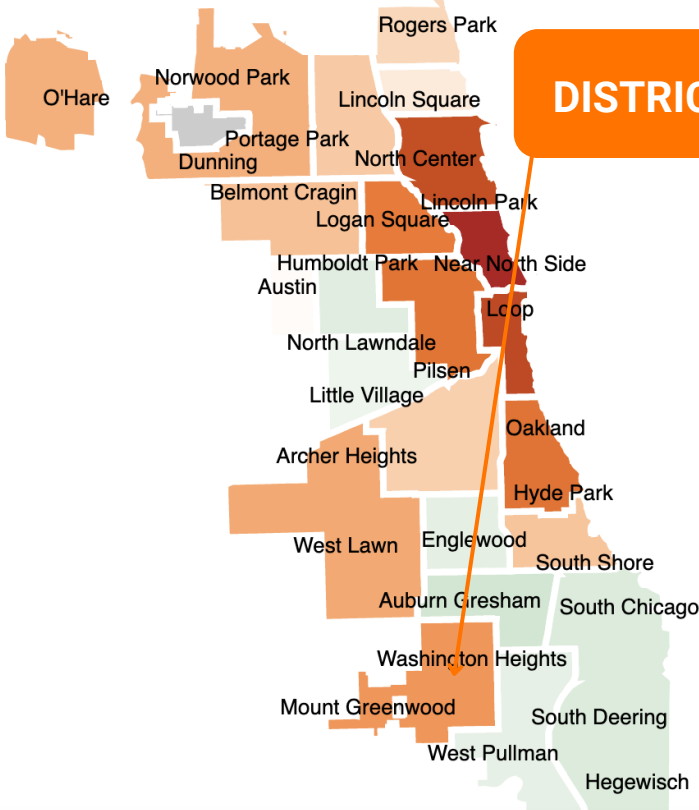 Rogers Park
Norwood Park
O'Hare
DISTRIC
Lincoln Square
Portage Park
Dunning
North Center
Belmont Cragin
Lincoln Park
Logan Square
Humboldt Park
Near North Side
Austin
Loop
North Lawndale
Pilsen
Little Village
Oakland
Archer Heights
Hyde Park
West Lawn
Englewood
South Shore
Auburn Gresham
South Chicago
Washington Heights
Mount Greenwood
South Deering
West Pullman
Hegewisch